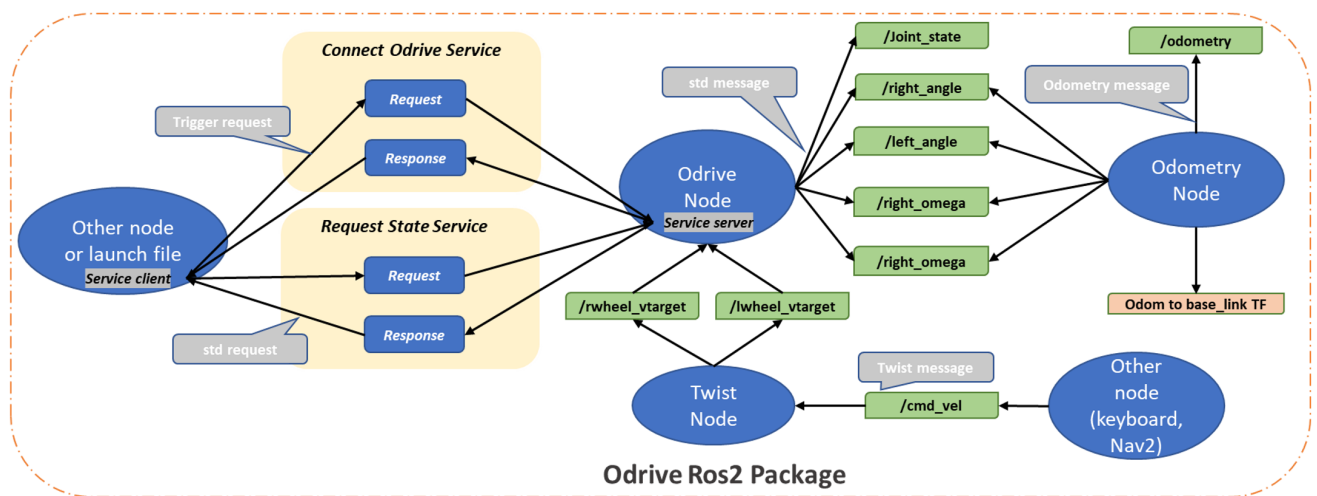 Connect Odrive Service
Request
Trigger request
Response
Other node
or launch file
Service client
Request State Service
Request
Response
std request
std message
Odrive
Node
Service server
/Joint_state
/right_angle
/left_angle
/right_omega
/right_omega
/odometry
Odometry message
Odometry
Node
Odom to base_link TF
/rwheel_vtarget
/lwheel_vtarget
Twist
Node
Twist message
/cmd_vel
Other
node
(keyboard,
Nav2)
Odrive Ros2 Package